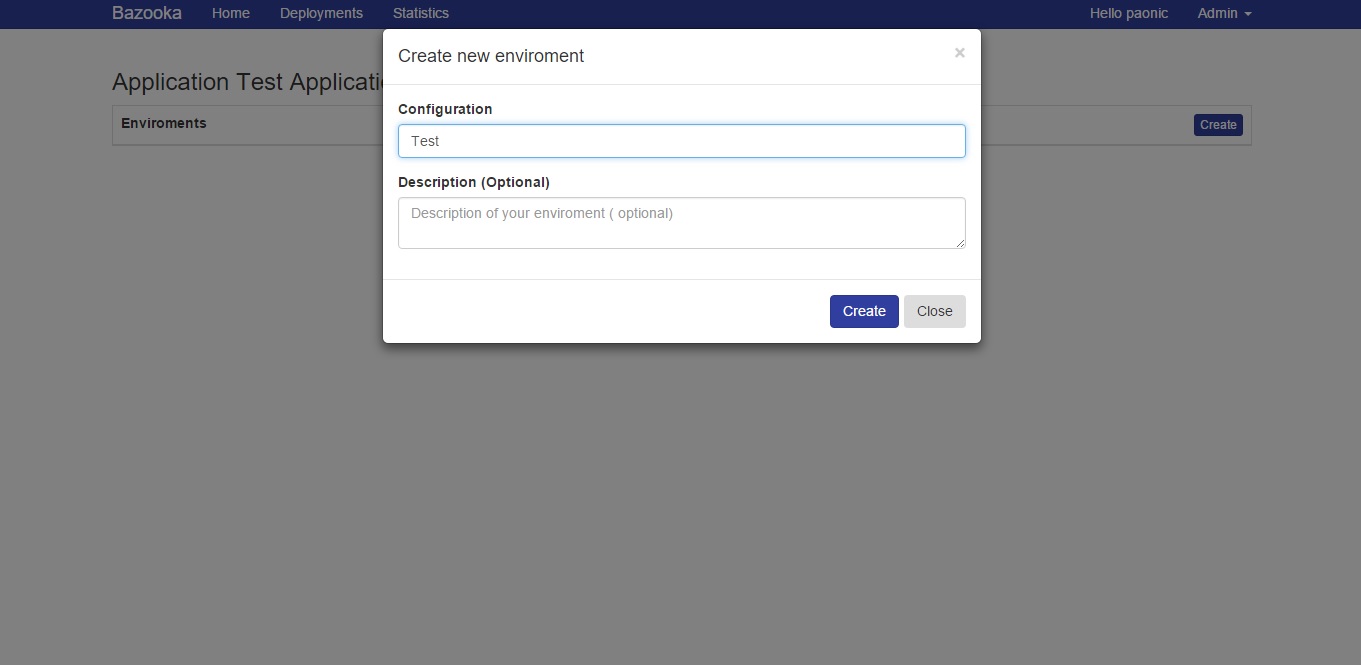 Bazooka Home Deployments Statistics Hello paonic Admin
Create new enviroment ×
Application Test Applicati
Configuration
Enviroments Create
Test
Description (Optional)
Description of your enviroment ( optional)
Create Close